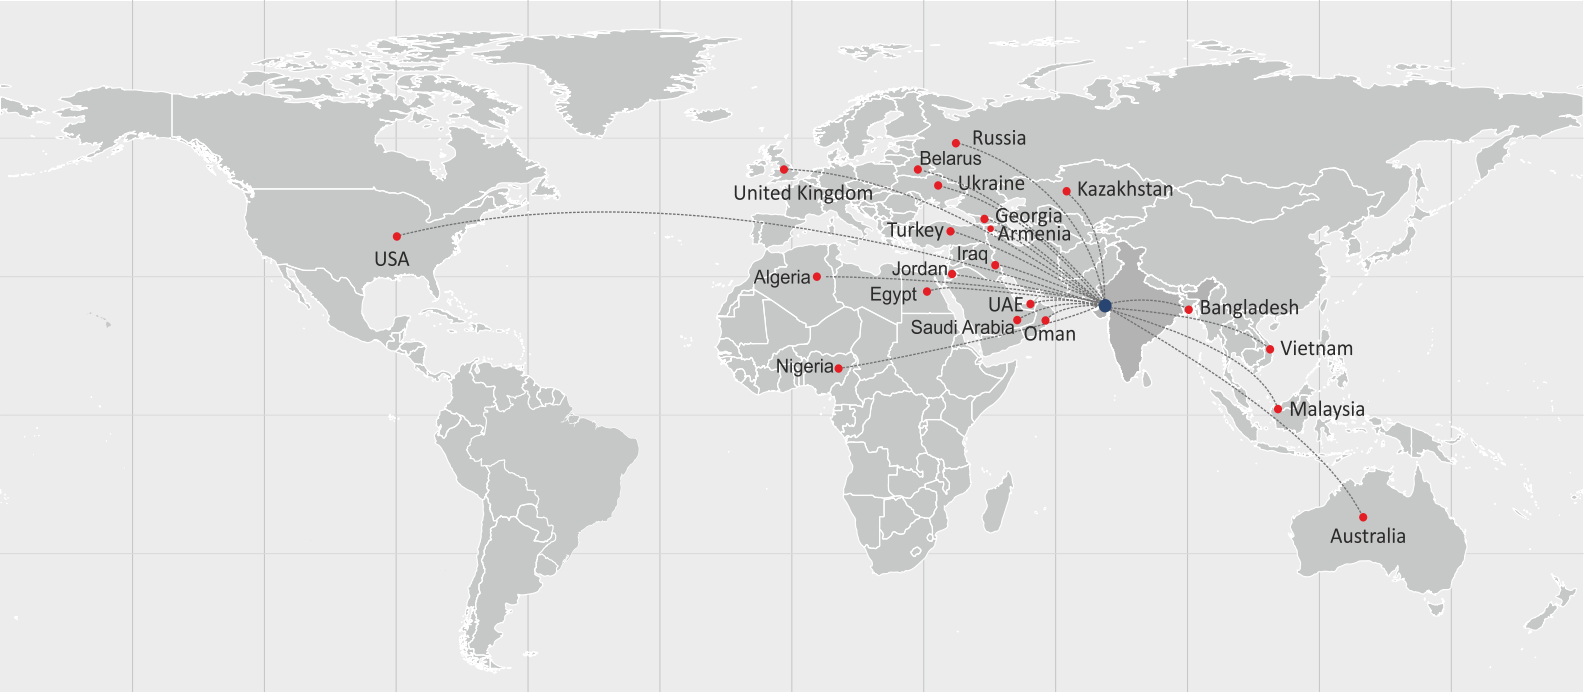 Russia
Belarus
Ukraine
Kazakhstan
United Kingdom
Georgia
Turkey
Armenia
USA
Iraq
Jordan
Algeria
Egypt
UAE
Bangladesh
Saudi Arabia
Oman
Vietnam
Nigeria
Malaysia
Australia